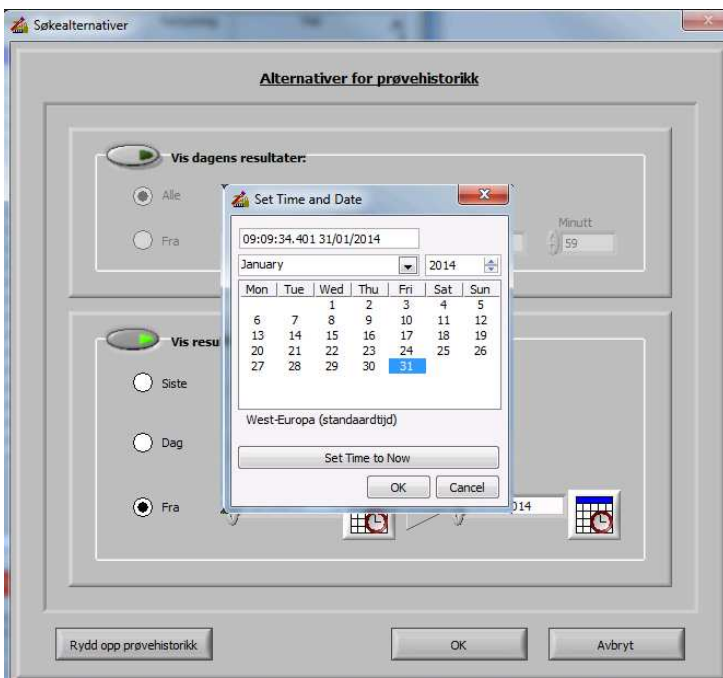 Søkealternativer
Alternativer for prøvehistorikk
Vis dagens resultater:
Alle
Fra
Minutt
59
Set Time and Date
09:09:34.401 31/01/2014
January 2014
Mon Tue Wed Thu Fri Sat Sun
1 2 3 4 5
6 7 8 9 10 11 12
13 14 15 16 17 18 19
20 21 22 23 24 25 26
27 28 29 30 31
West-Europa (standaardtijd)
Set Time to Now
OK Cancel
Vis resu
Siste
Dag
Fra
014
Rydd opp prøvehistorikk
OK
Avbryt